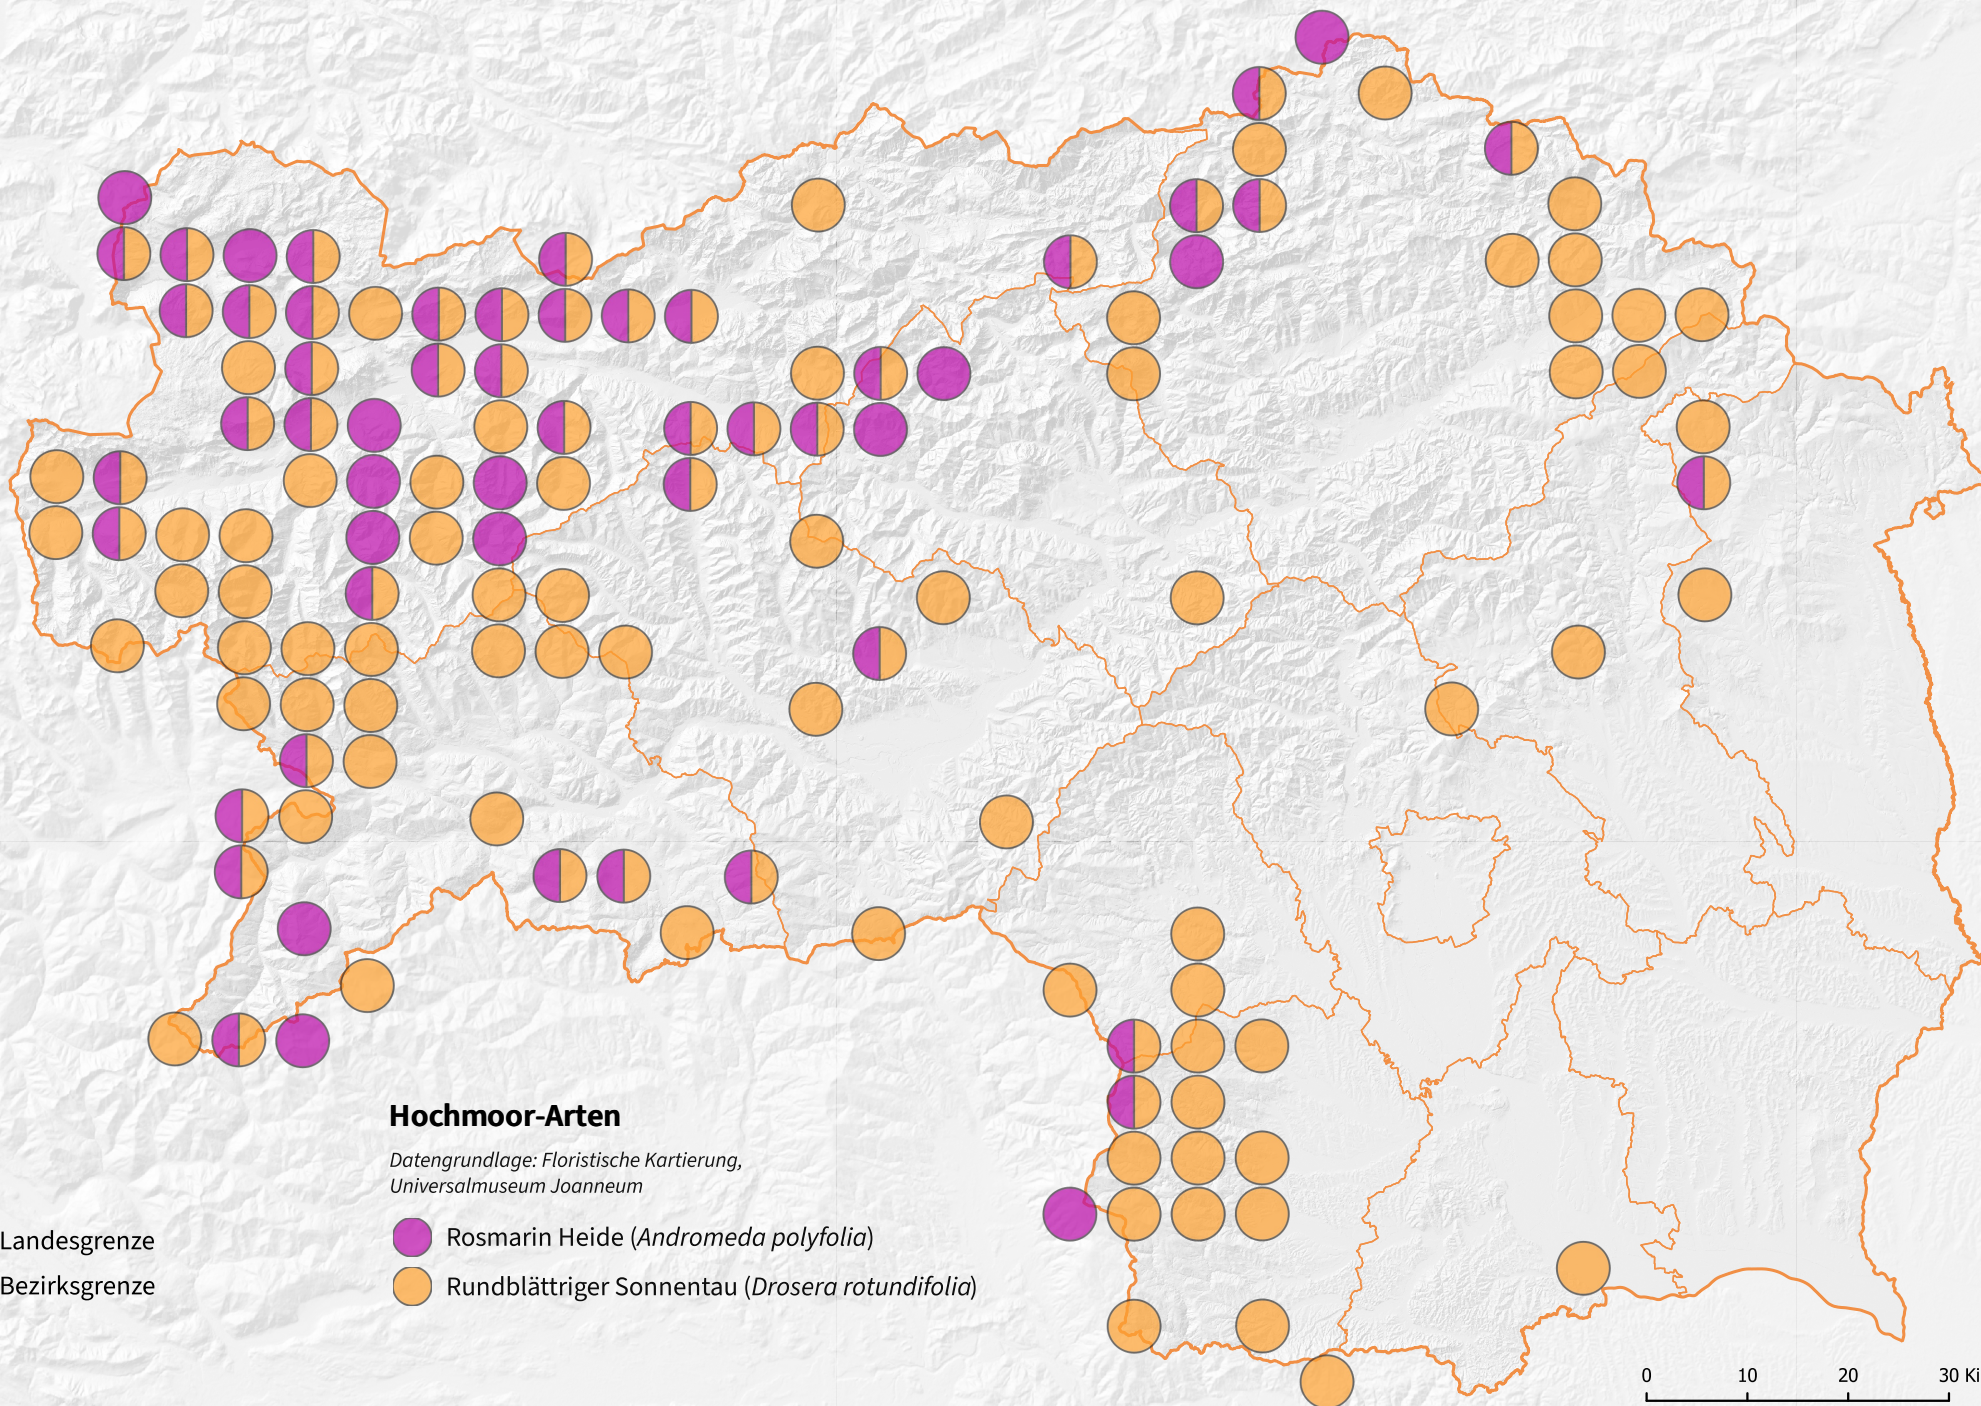 Hochmoor-Arten
Datengrundlage: Floristische Kartierung,
Universalmuseum Joanneum
Landesgrenze
Rosmarin Heide (Andromeda polyfolia)
Bezirksgrenze
Rundblättriger Sonnentau (Drosera rotundifolia)
0 10 20 30 Ki